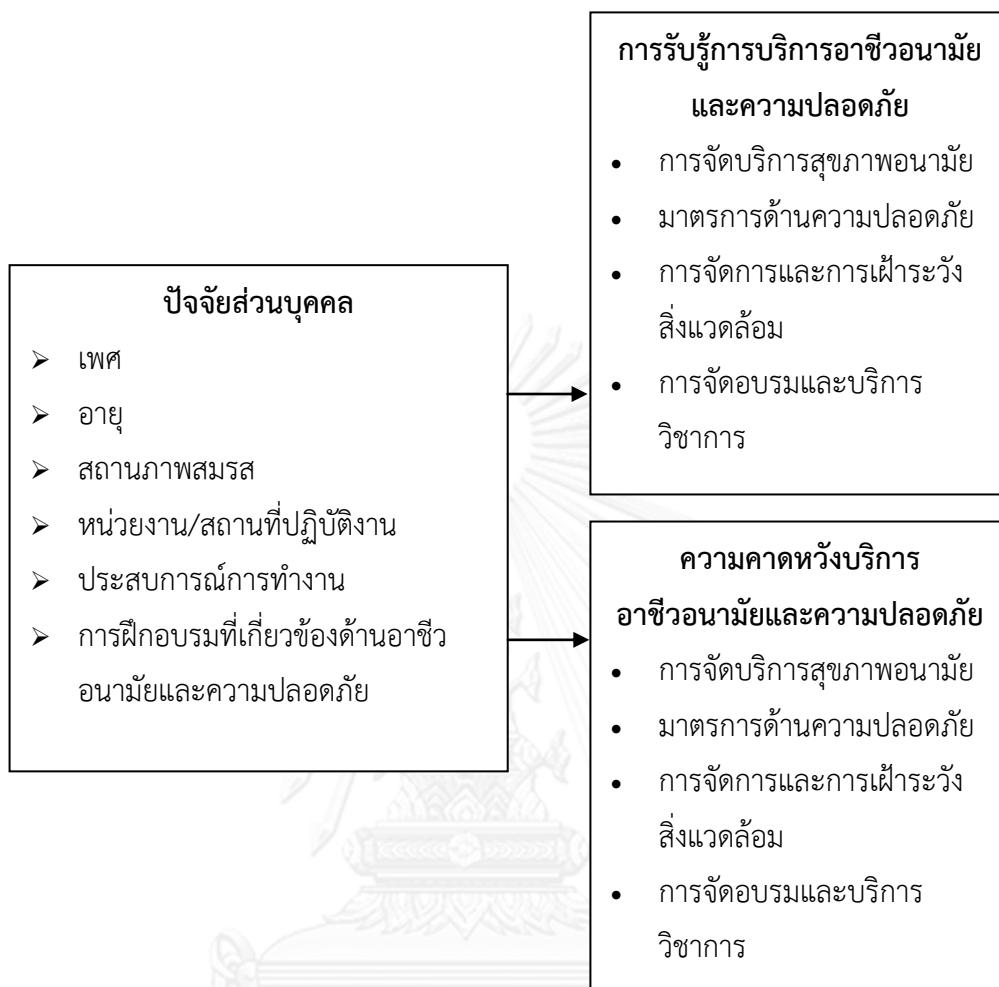 ปัจจัยส่วนบุคคล
➢ เพศ
➢ อายุ
➢ สถานภาพสมรส
➢ หน่วยงาน/สถานที่ปฏิบัติงาน
➢ ประสบการณ์การทำงาน
➢ การฝึกอบรมที่เกี่ยวข้องด้านอาชีว
อนามัยและความปลอดภัย
การรับรู้การบริการอาชีวอนามัย
และความปลอดภัย
• การจัดบริการสุขภาพอนามัย
• มาตรการด้านความปลอดภัย
• การจัดการและการเฝ้าระวัง
สิ่งแวดล้อม
• การจัดอบรมและบริการ
วิชาการ
ความคาดหวังบริการ
อาชีวอนามัยและความปลอดภัย
• การจัดบริการสุขภาพอนามัย
• มาตรการด้านความปลอดภัย
• การจัดการและการเฝ้าระวัง
สิ่งแวดล้อม
• การจัดอบรมและบริการ
วิชาการ